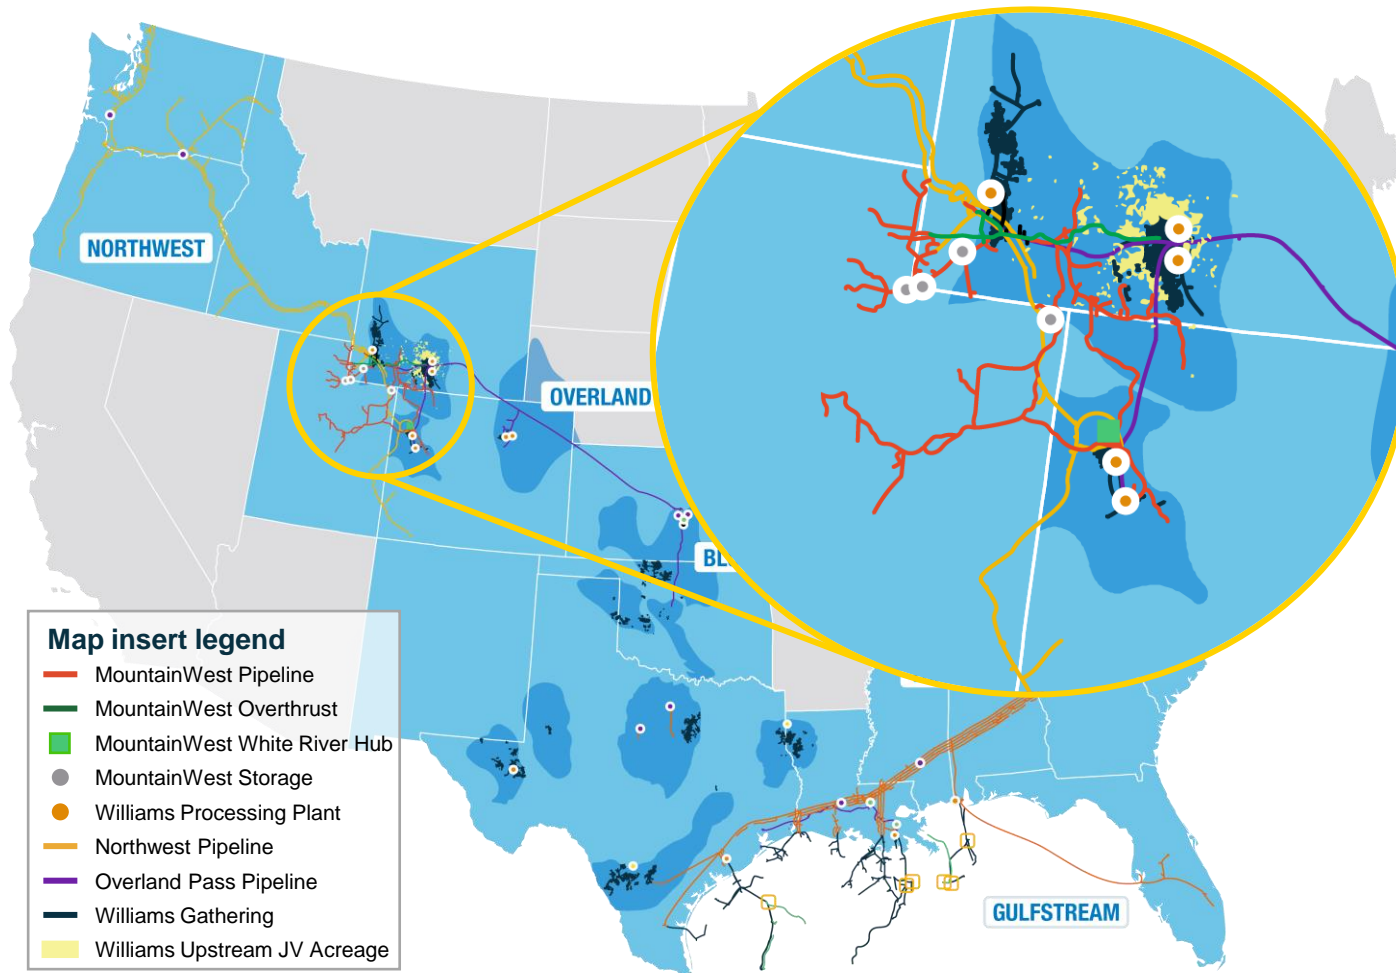 NORTHWEST
OVERLAND
Map insert legend
MountainWest Pipeline
MountainWest Overthrust
MountainWest White River Hub
MountainWest Storage
Williams Processing Plant
Northwest Pipeline
Overland Pass Pipeline
Williams Gathering
Williams Upstream JV Acreage
GULFSTREAM